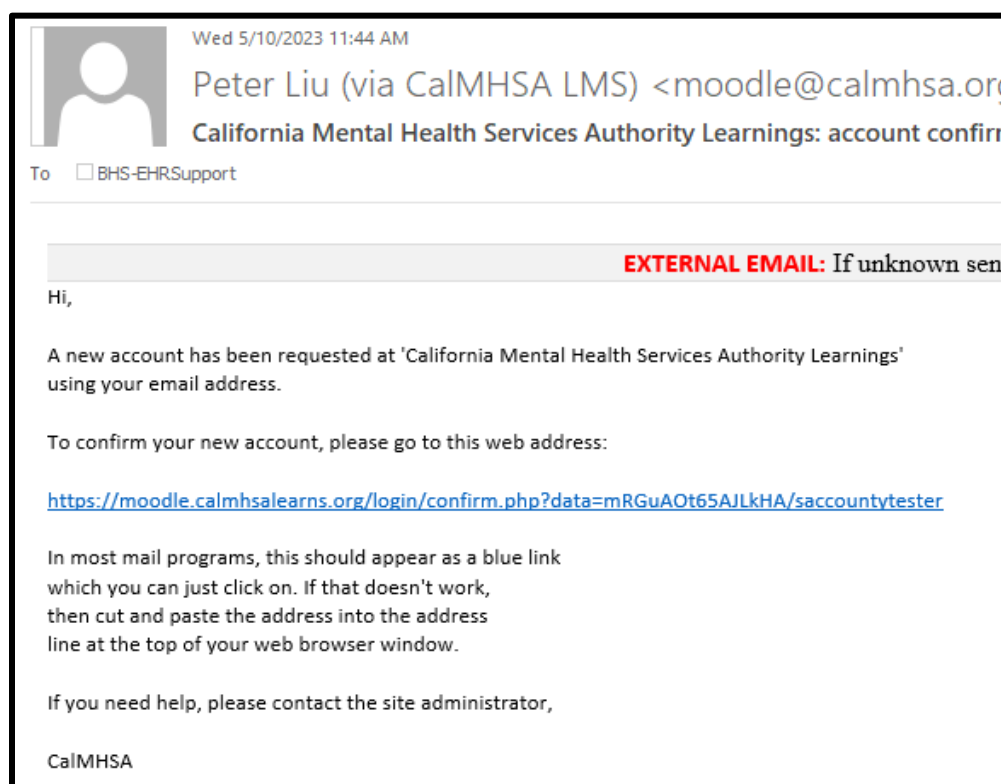 Wed 5/10/2023 11:44 AM
Peter Liu (via CalMHSA LMS) <moodle@calmhsa.org
California Mental Health Services Authority Learnings: account confirm
To BHS-EHRSupport
EXTERNAL EMAIL: If unknown sen
Hi,
A new account has been requested at 'California Mental Health Services Authority Learnings'
using your email address.
To confirm your new account, please go to this web address:
https://moodle.calmhsalearns.org/login/confirm.php?data=mRGuAOt65AJLkHA/saccountytester
In most mail programs, this should appear as a blue link
which you can just click on. If that doesn't work,
then cut and paste the address into the address
line at the top of your web browser window.
If you need help, please contact the site administrator,
CalMHSA